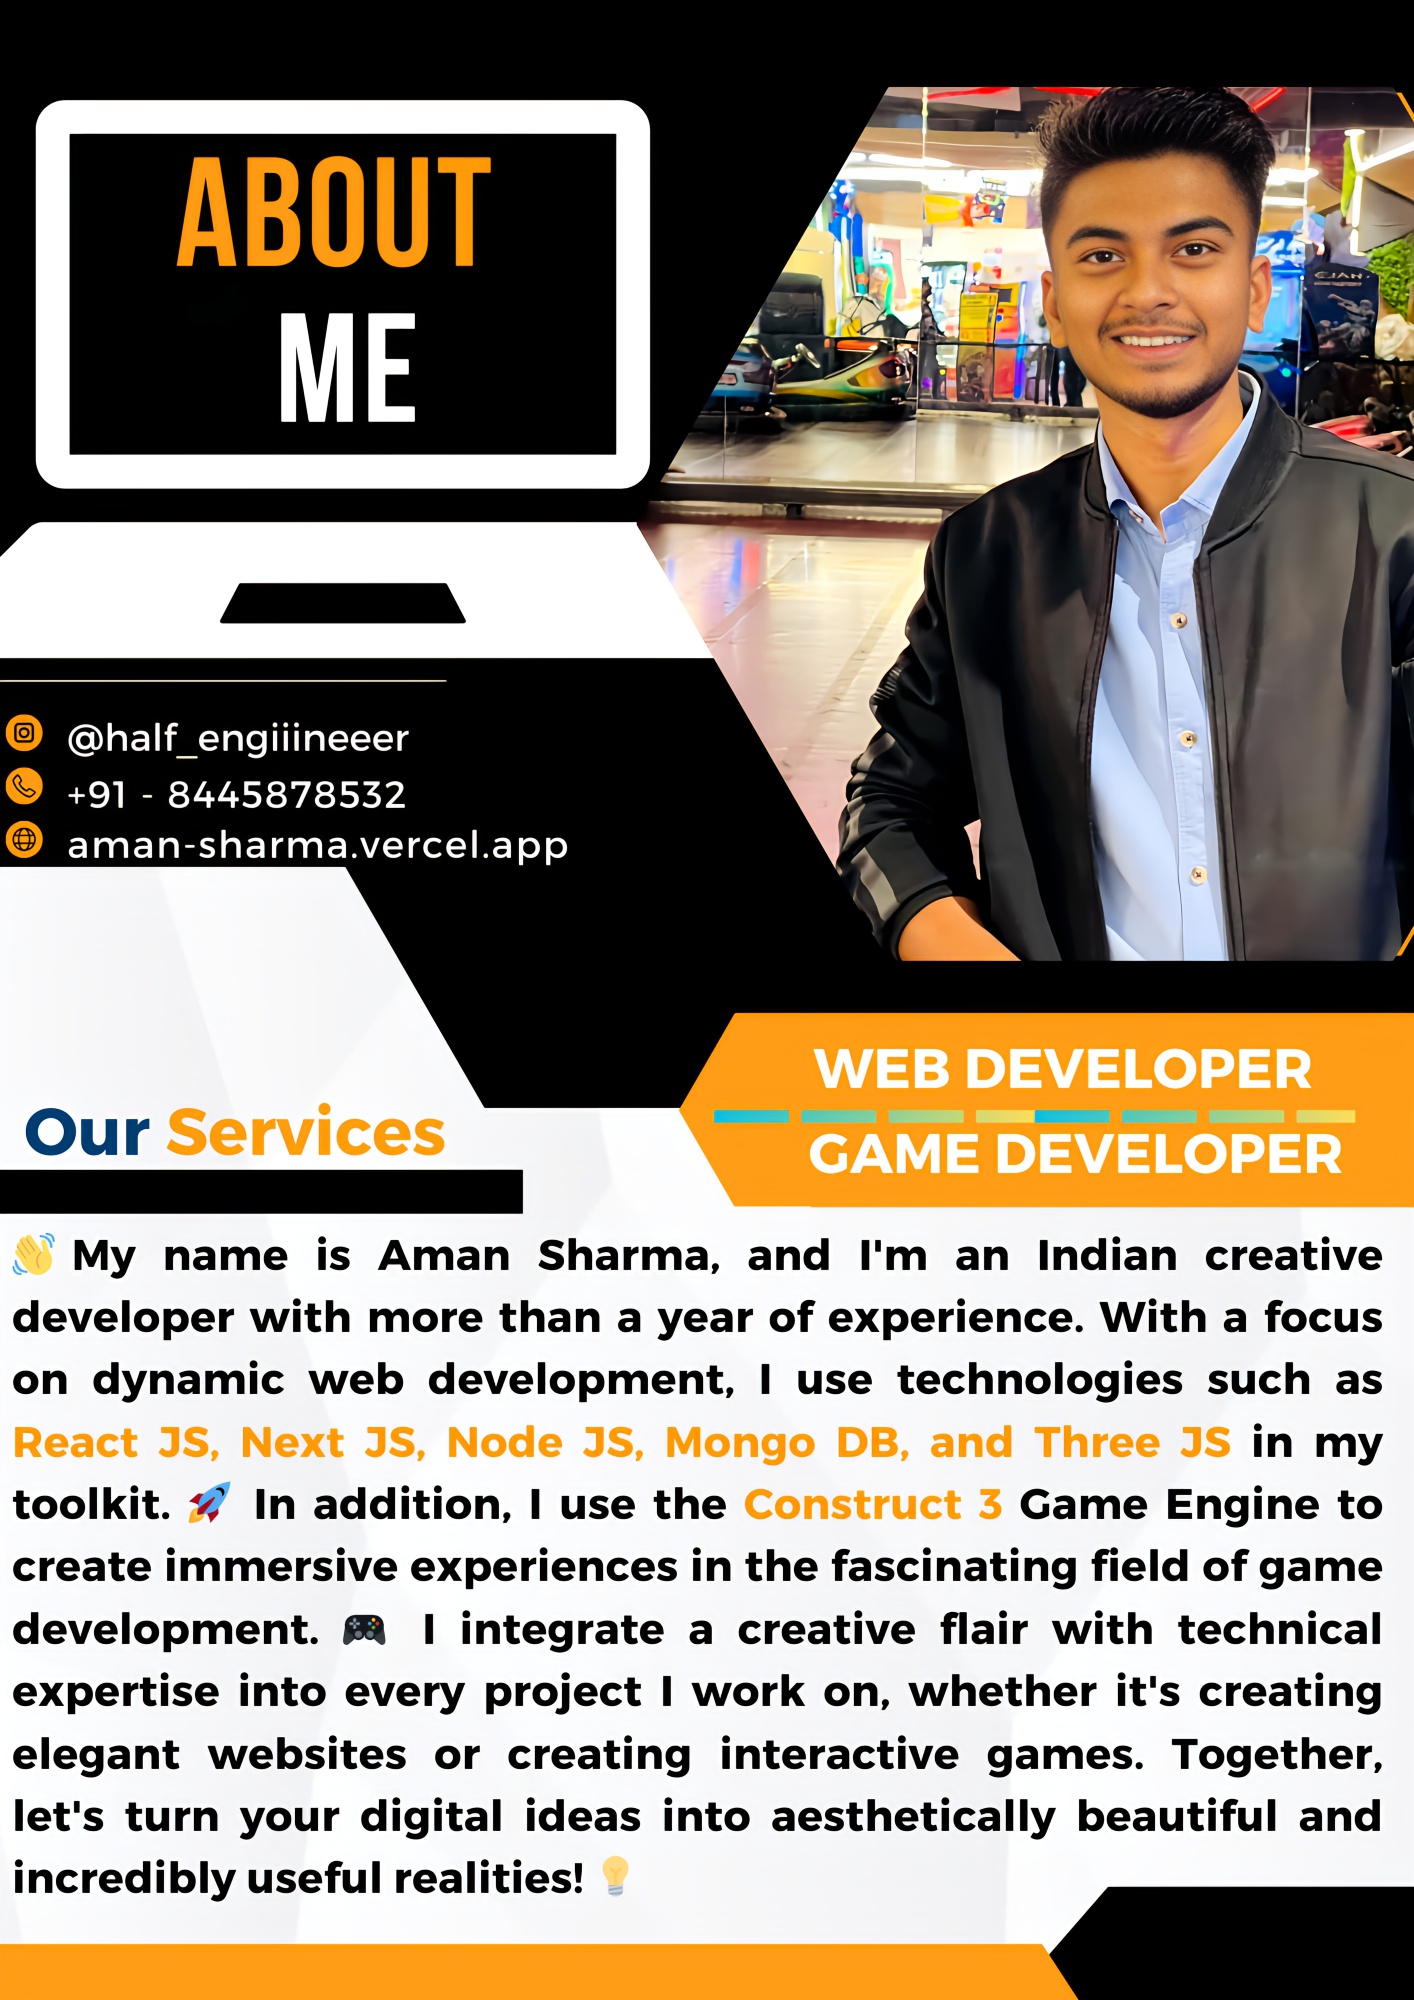 ABOUT
ME
EJAN
@half_engiiineeer
+91 - 8445878532
aman-sharma.vercel.app
WEB DEVELOPER
GAME DEVELOPER
Our Services
👋 My name is Aman Sharma, and I'm an Indian creative
developer with more than a year of experience. With a focus
on dynamic web development, I use technologies such as
React JS, Next JS, Node JS, Mongo DB, and Three JS in my
toolkit. 🚀 In addition, I use the Construct 3 Game Engine to
create immersive experiences in the fascinating field of game
development. 🎮 I integrate a creative flair with technical
expertise into every project I work on, whether it's creating
elegant websites or creating interactive games. Together,
let's turn your digital ideas into aesthetically beautiful and
incredibly useful realities! 💡